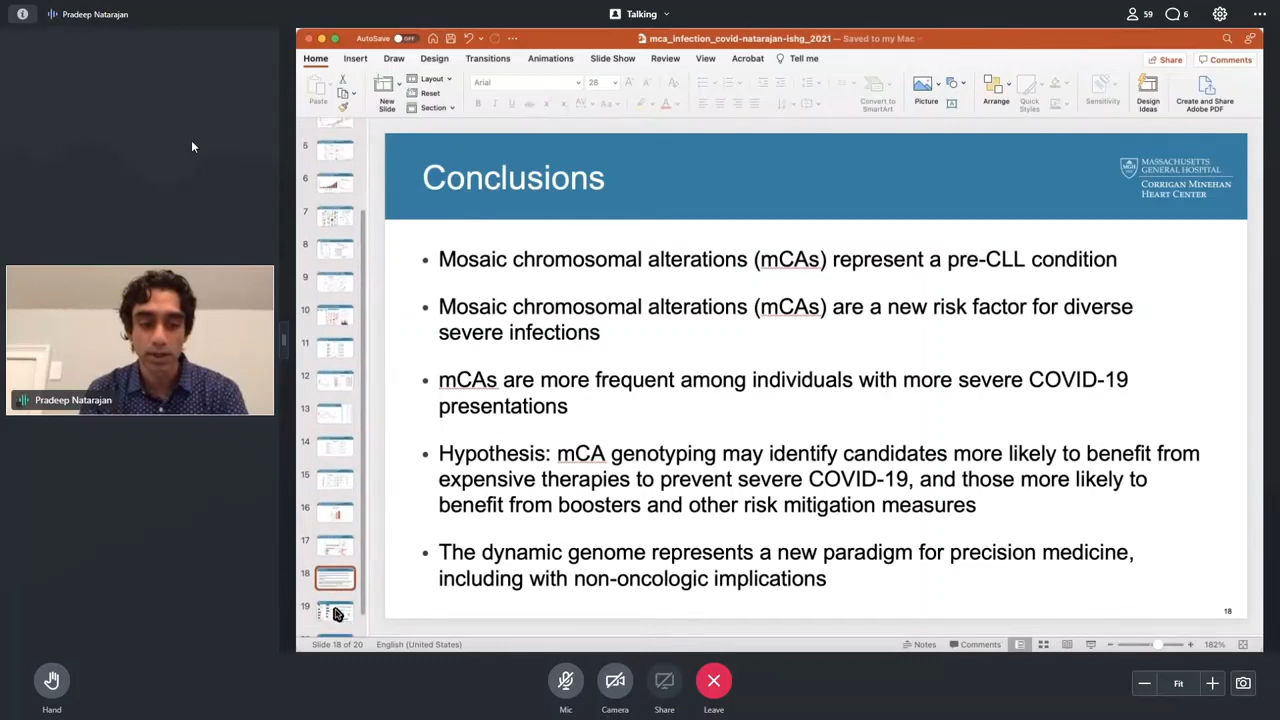 Pradeep Natarajan
Talking
59
6
AutoSave OFF
mca_infection_covid-natarajan-ishg_2021 — Saved to my Mac
Home Insert Draw Design Transitions Animations Slide Show Review View Acrobat Tell me
Share Comments
Paste
New Slide
Layout
Reset
Section
Arial 28
Convert to SmartArt
Picture
Arrange
Quick Styles
Sensitivity
Design Ideas
Create and Share Adobe PDF
5
6
7
8
9
10
11
12
13
14
15
16
17
18
19
Conclusions
MASSACHUSETTS
GENERAL HOSPITAL
CORRIGAN MINEHAN
HEART CENTER
• Mosaic chromosomal alterations (mCAs) represent a pre-CLL condition
• Mosaic chromosomal alterations (mCAs) are a new risk factor for diverse
severe infections
• mCAs are more frequent among individuals with more severe COVID-19
presentations
• Hypothesis: mCA genotyping may identify candidates more likely to benefit from
expensive therapies to prevent severe COVID-19, and those more likely to
benefit from boosters and other risk mitigation measures
• The dynamic genome represents a new paradigm for precision medicine,
including with non-oncologic implications
18
Pradeep Natarajan
Slide 18 of 20 English (United States)
Notes Comments 182%
Hand
Mic
Camera
Share
Leave
Fit